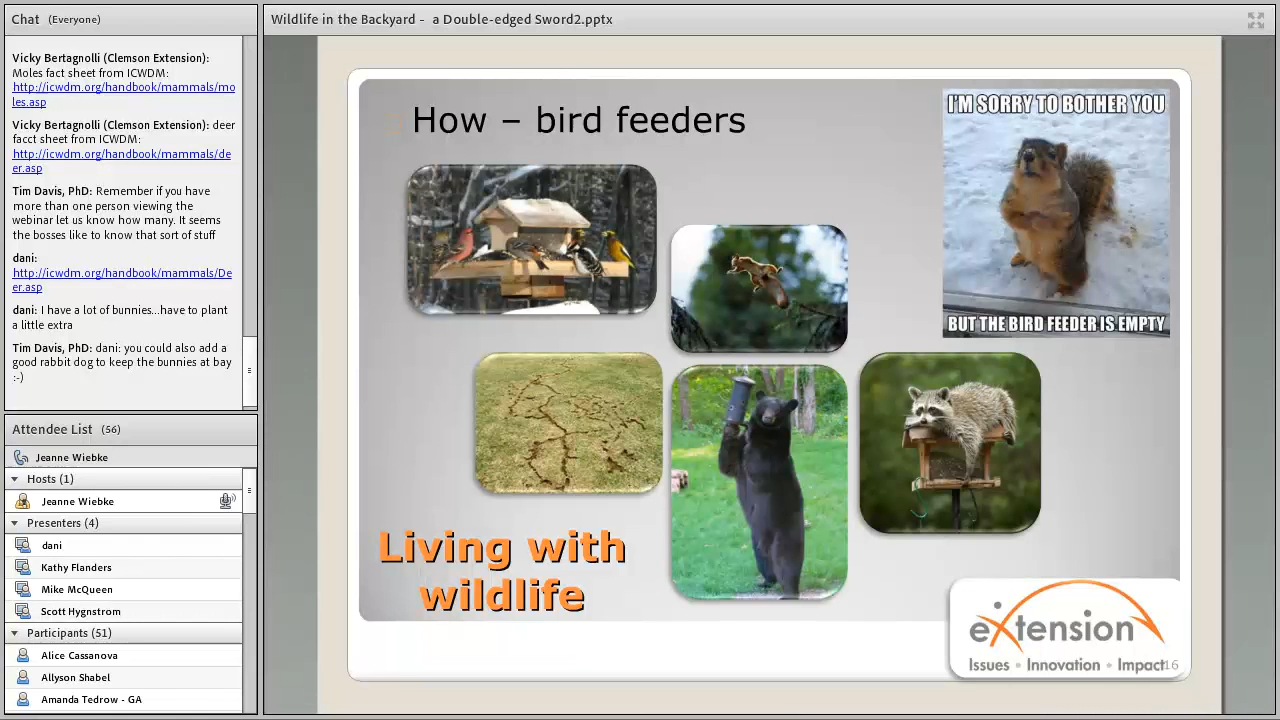 Chat (Everyone)
Vicky Bertagnolli (Clemson Extension):
Moles fact sheet from ICWDM:
http://icwdm.org/handbook/mammals/mo
les.asp
Vicky Bertagnolli (Clemson Extension): deer
facct sheet from ICWDM:
http://icwdm.org/handbook/mammals/de
er.asp
Tim Davis, PhD: Remember if you have
more than one person viewing the
webinar let us know how many. It seems
the bosses like to know that sort of stuff
dani:
http://icwdm.org/handbook/mammals/De
er.asp
dani: I have a lot of bunnies...have to plant
a little extra
Tim Davis, PhD: dani: you could also add a
good rabbit dog to keep the bunnies at bay
:-)
Attendee List (56)
Jeanne Wiebke
Hosts (1)
Jeanne Wiebke
Presenters (4)
dani
Kathy Flanders
Mike McQueen
Scott Hygnstrom
Participants (51)
Alice Cassanova
Allyson Shabel
Amanda Tedrow - GA
Wildlife in the Backyard - a Double-edged Sword2.pptx
How – bird feeders
I'M SORRY TO BOTHER YOU
BUT THE BIRD FEEDER IS EMPTY
Living with
wildlife
eXtension
Issues • Innovation • Impact
16